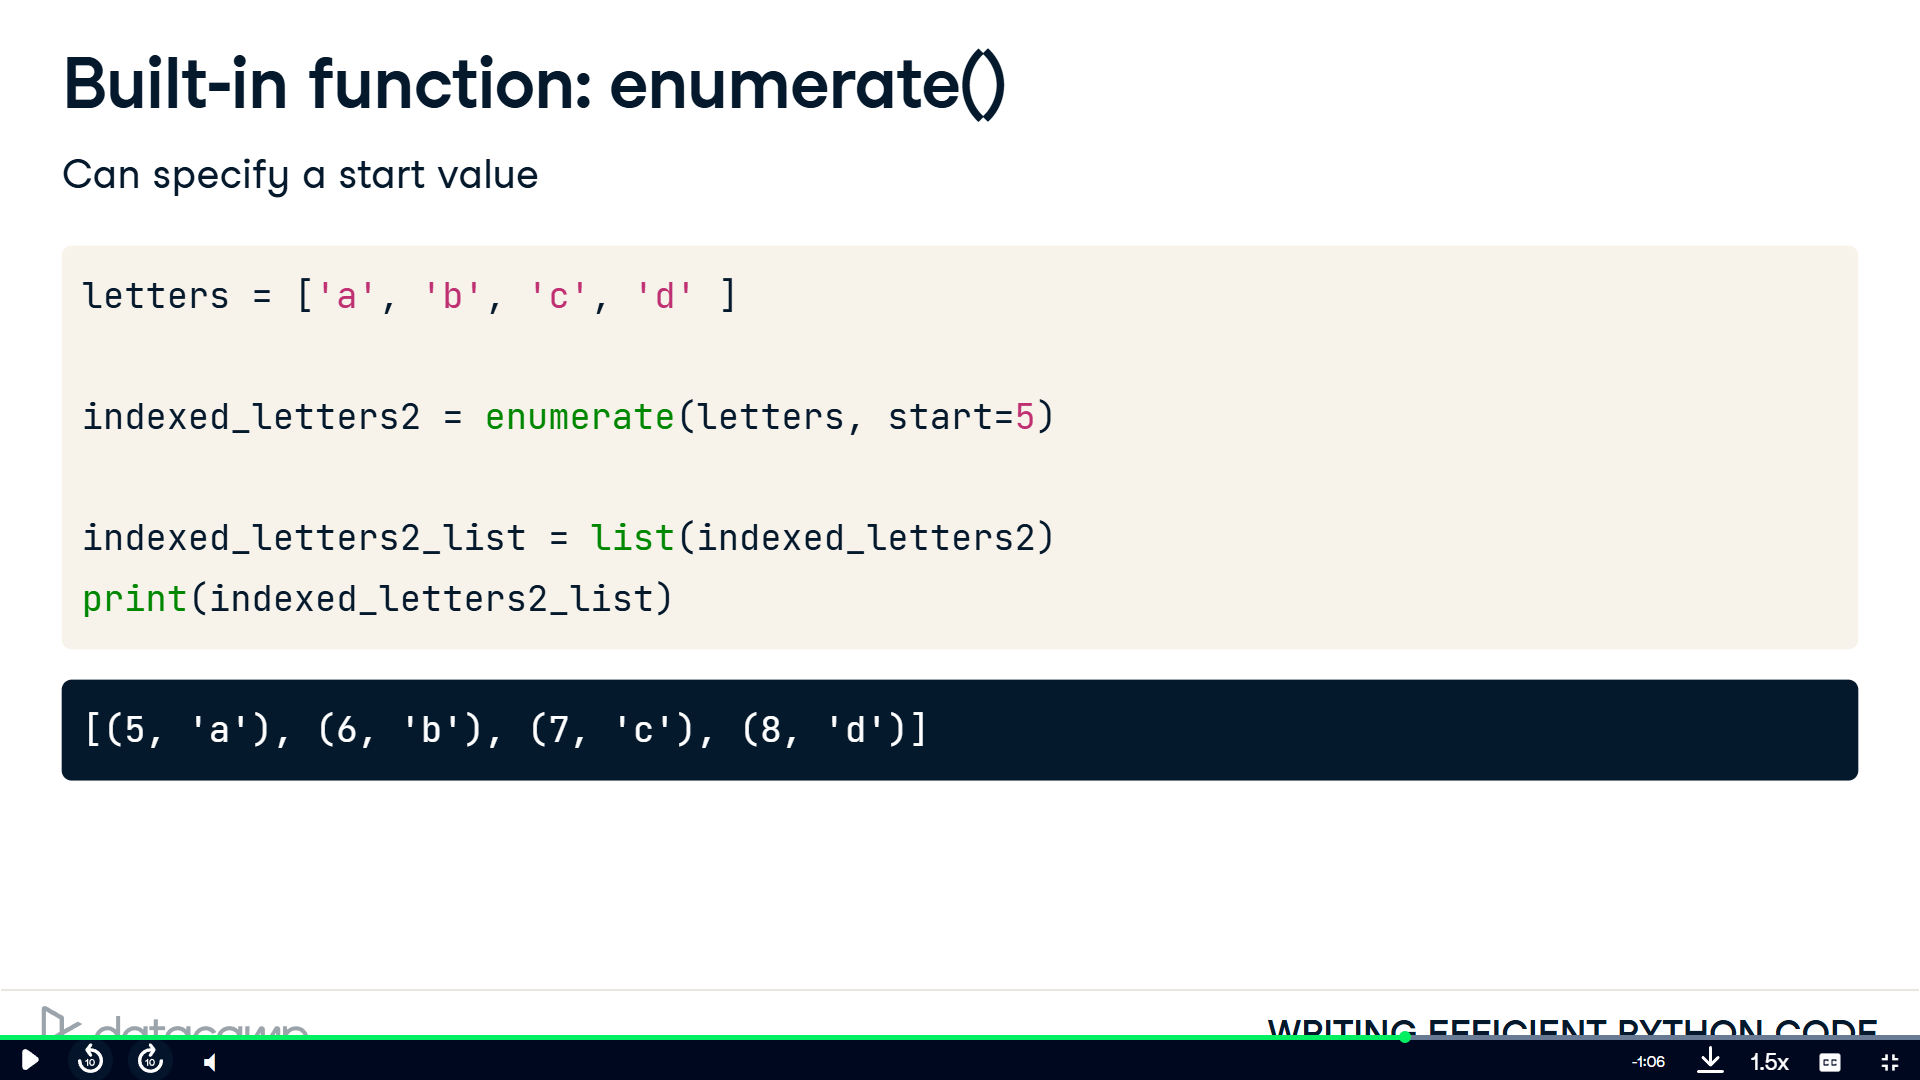 Built-in function: enumerate()
Can specify a start value
letters = ['a', 'b', 'c', 'd' ]
indexed_letters2 = enumerate(letters, start=5)
indexed_letters2_list = list(indexed_letters2)
print(indexed_letters2_list)
[(5, 'a'), (6, 'b'), (7, 'c'), (8, 'd')]
datacamp
WRITING EFFICIENT PYTHON CODE
10
10
-1:06
1.5x
CC